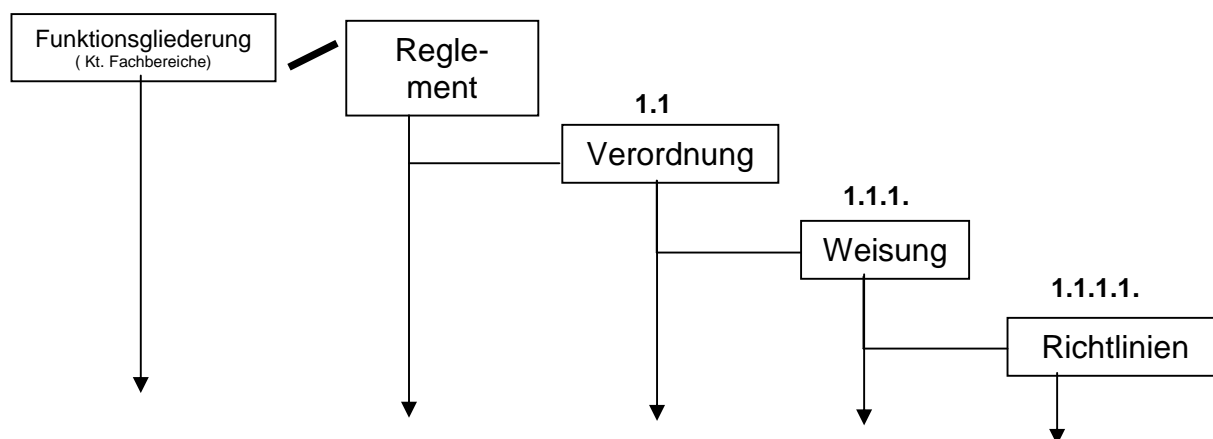 Funktionsgliederung
( Kt. Fachbereiche)
Regle-
ment
1.1
Verordnung
1.1.1.
Weisung
1.1.1.1.
Richtlinien